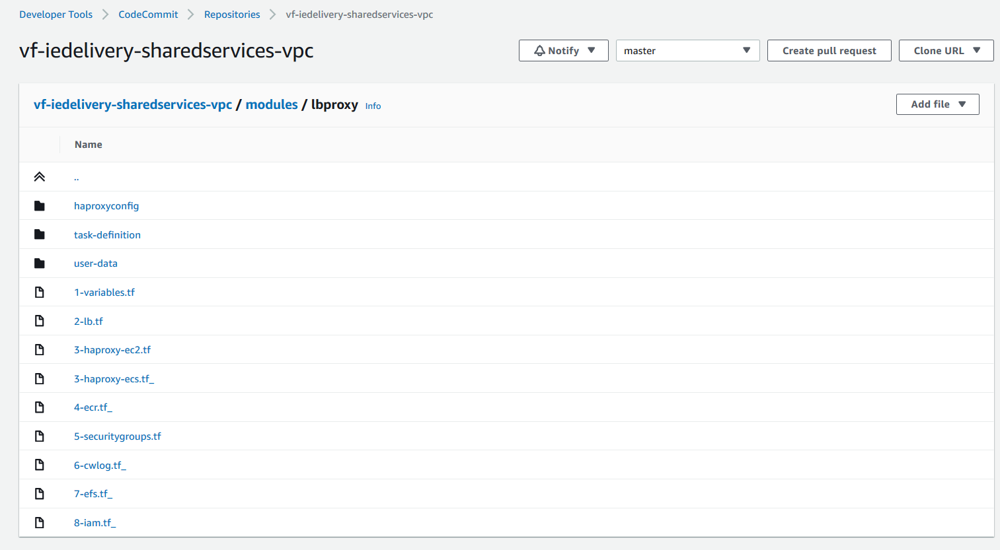 Developer Tools > CodeCommit > Repositories > vf-iedelivery-sharedservices-vpc
vf-iedelivery-sharedservices-vpc
Notify
master
Create pull request
Clone URL
vf-iedelivery-sharedservices-vpc / modules / lbproxy Info
Add file
Name
..
haproxyconfig
task-definition
user-data
1-variables.tf
2-lb.tf
3-haproxy-ec2.tf
3-haproxy-ecs.tf_
4-ecr.tf_
5-securitygroups.tf
6-cwlog.tf_
7-efs.tf_
8-iam.tf_